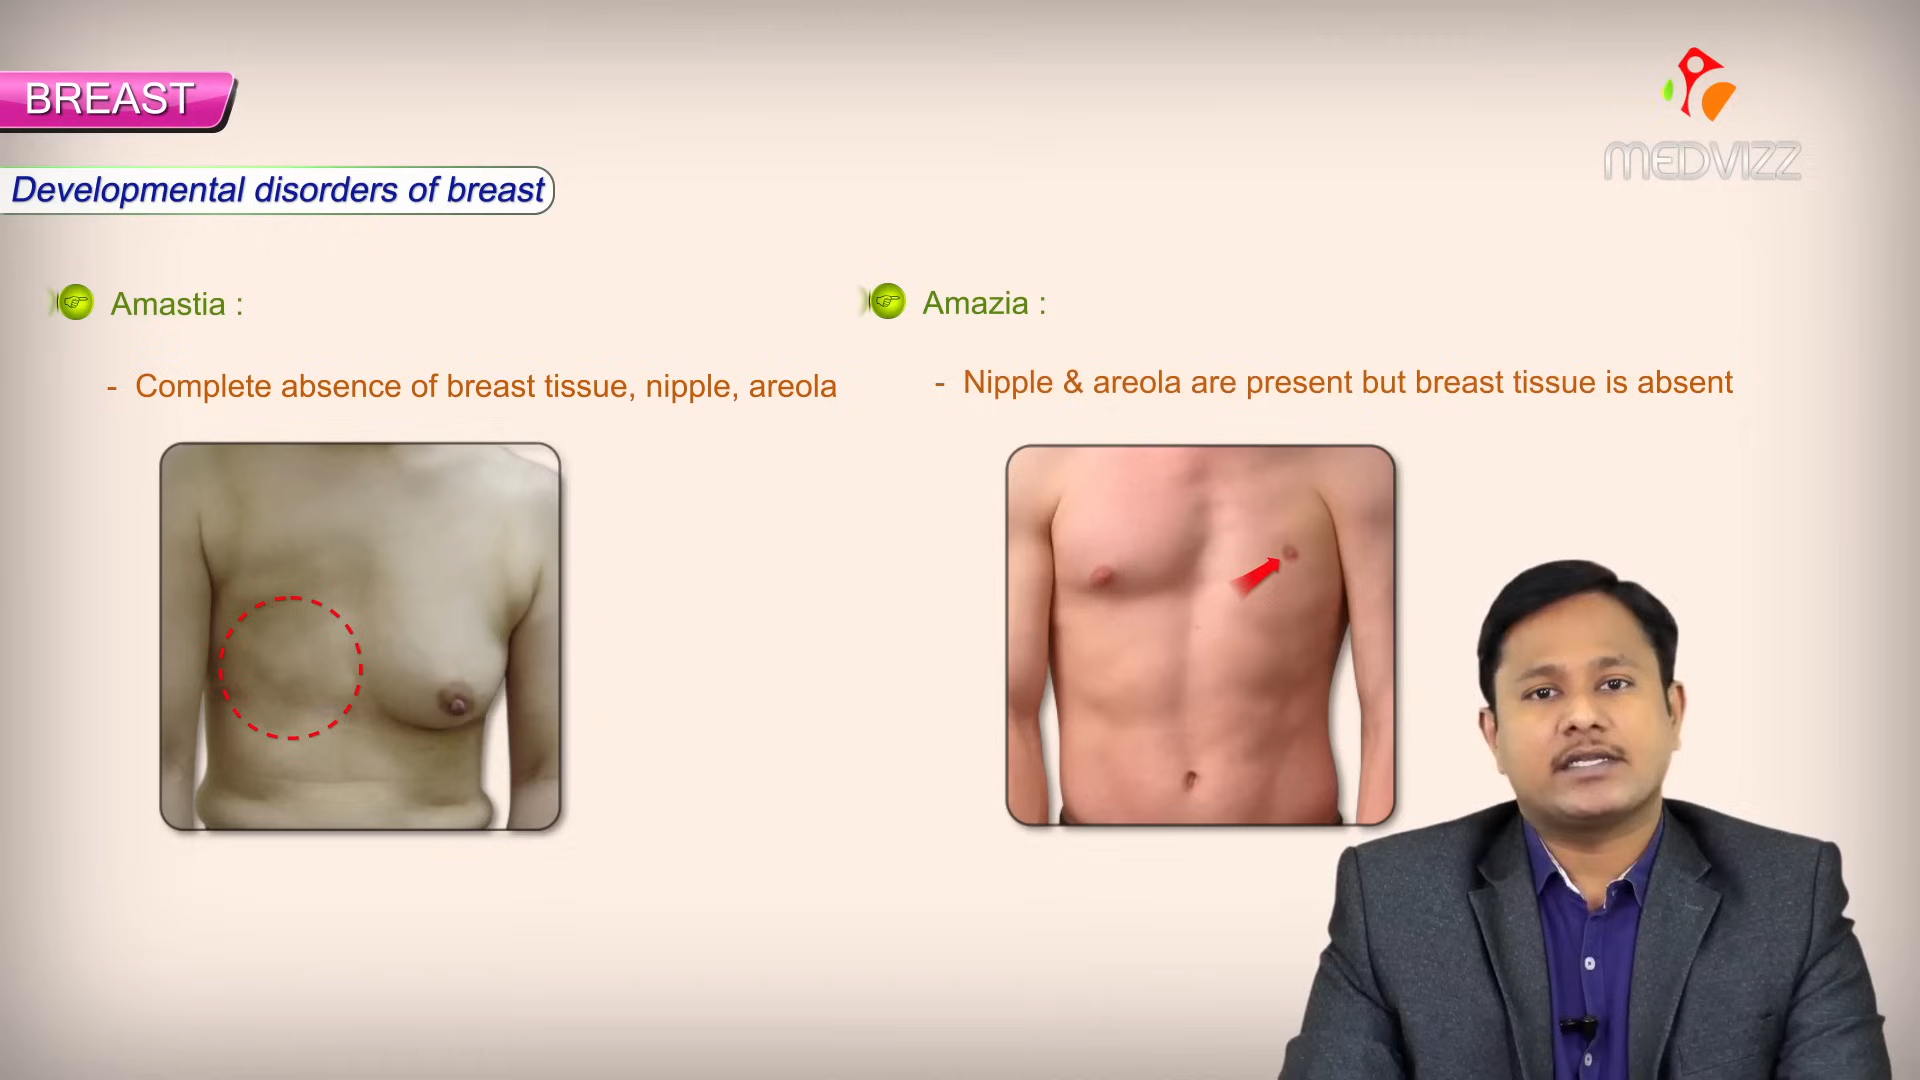 BREAST
MEDVIZZ
Developmental disorders of breast
Amastia :
- Complete absence of breast tissue, nipple, areola
Amazia :
- Nipple & areola are present but breast tissue is absent